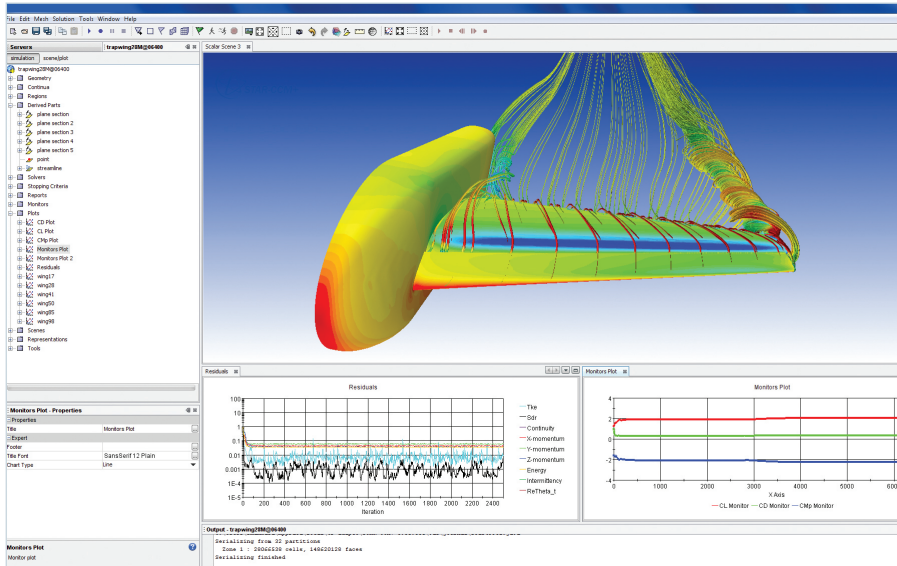 File Edit Mesh Solution Tools Window Help
Servers
trapwing28M@06400
Scalar Scene 3
simulation scene/plot
trapwing28M@06400
Geometry
Continua
Regions
Derived Parts
plane section
plane section 2
plane section 3
plane section 4
plane section 5
point
streamline
Solvers
Stopping Criteria
Reports
Monitors
Plots
CD Plot
CL Plot
CMp Plot
Monitors Plot
Monitors Plot 2
Residuals
wing17
wing28
wing41
wing50
wing85
wing98
Scenes
Representations
Tools
Monitors Plot - Properties
Properties
Title Monitors Plot
Expert
Footer
Title Font SansSerif 12 Plain
Chart Type Line
Monitors Plot
Monitor plot
Residuals
Residuals
100
10
1
0.1
0.01
0.001
1E-4
1E-5
0 200 400 600 800 1000 1200 1400 1600 1800 2000 2200 2400
Iteration
Tke
Sdr
Continuity
X-momentum
Y-momentum
Z-momentum
Energy
Intermittency
ReTheta_t
Monitors Plot
Monitors Plot
4
2
0
-2
-4
0 1000 2000 3000 4000 5000 6000
X Axis
CL Monitor CD Monitor CMp Monitor
Output - trapwing28M@06400
Serializing from 32 partitions
Zone 1 : 28066538 cells, 148620128 faces
Serializing finished